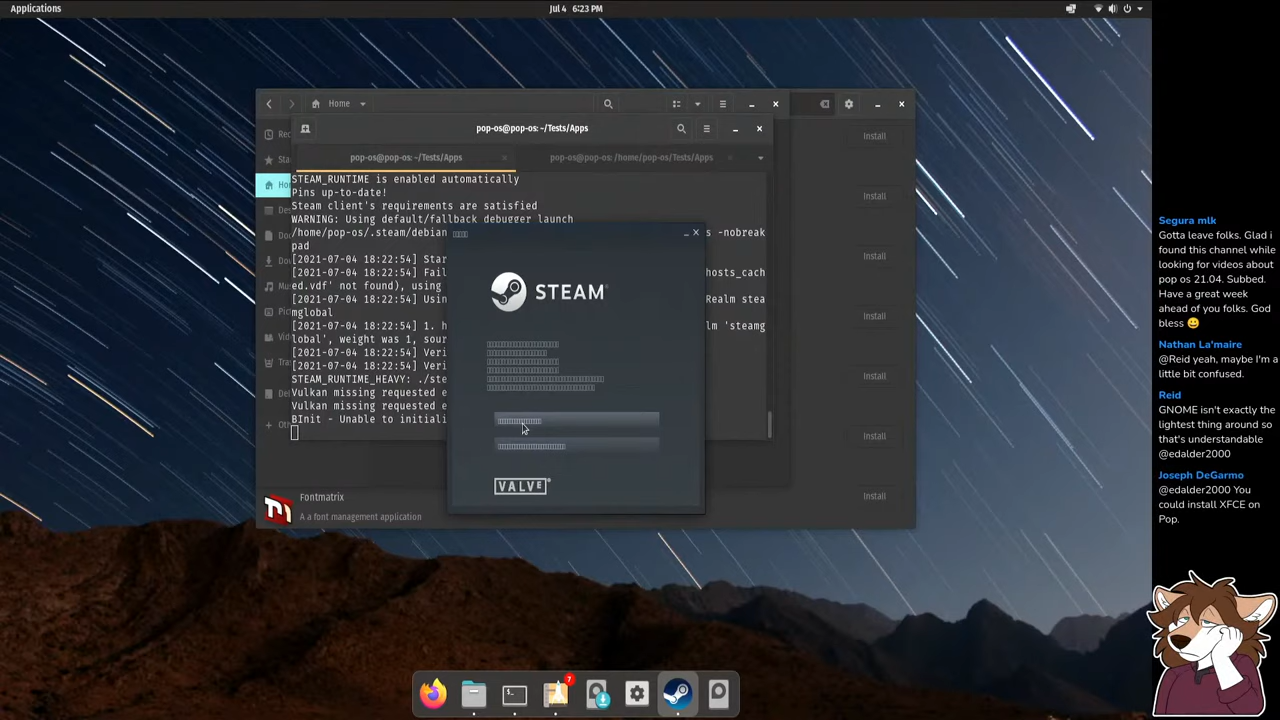 Applications
Jul 4 6:23 PM
Home
Install
pop-os@pop-os: ~/Tests/Apps
pop-os@pop-os: ~/Tests/Apps
pop-os@pop-os: /home/pop-os/Tests/Apps
STEAM_RUNTIME is enabled automatically
Pins up-to-date!
Steam client's requirements are satisfied
WARNING: Using default/fallback debugger launch
/home/pop-os/.steam/debian
s -nobreak
pad
[2021-07-04 18:22:54] Star
[2021-07-04 18:22:54] Fail
hosts_cach
ed.vdf' not found), using
[2021-07-04 18:22:54] Usin
Realm stea
mglobal
[2021-07-04 18:22:54] 1. h
lm 'steamg
lobal', weight was 1, sour
[2021-07-04 18:22:54] Veri
[2021-07-04 18:22:54] Veri
STEAM_RUNTIME_HEAVY: ./ste
Vulkan missing requested e
Vulkan missing requested e
BInit - Unable to initiali
STEAM
VALVE
Install
Install
Install
Install
Install
Install
Fontmatrix
A a font management application
7
Segura mlk
Gotta leave folks. Glad i
found this channel while
looking for videos about
pop os 21.04. Subbed.
Have a great week
ahead of you folks. God
bless 😀
Nathan La'maire
@Reid yeah, maybe I'm a
little bit confused.
Reid
GNOME isn't exactly the
lightest thing around so
that's understandable
@edalder2000
Joseph DeGarmo
@edalder2000 You
could install XFCE on
Pop.